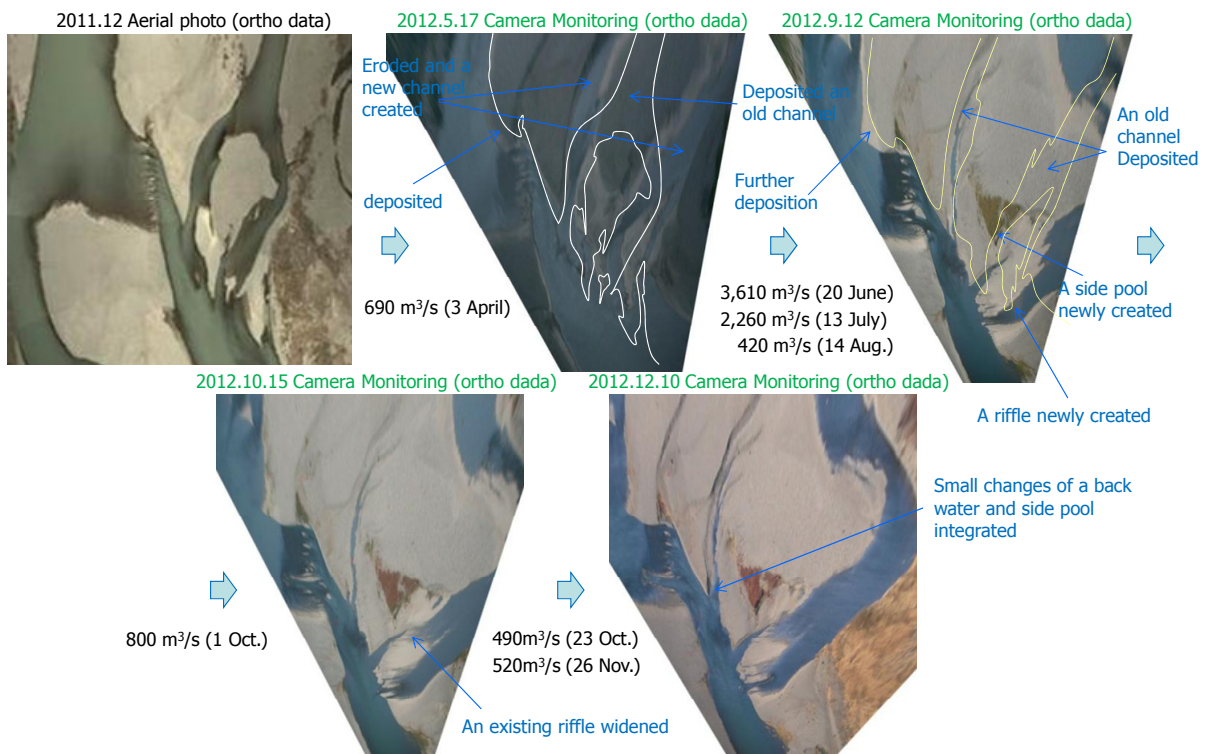 2011.12 Aerial photo (ortho data)
2012.5.17 Camera Monitoring (ortho dada)
2012.9.12 Camera Monitoring (ortho dada)
Eroded and a
new channel
created
deposited
Deposited an
old channel
An old
channel
Deposited
Further
deposition
A side pool
newly created
A riffle newly created
690 m³/s (3 April)
3,610 m³/s (20 June)
2,260 m³/s (13 July)
420 m³/s (14 Aug.)
2012.10.15 Camera Monitoring (ortho dada)
2012.12.10 Camera Monitoring (ortho dada)
Small changes of a back
water and side pool
integrated
800 m³/s (1 Oct.)
490m³/s (23 Oct.)
520m³/s (26 Nov.)
An existing riffle widened